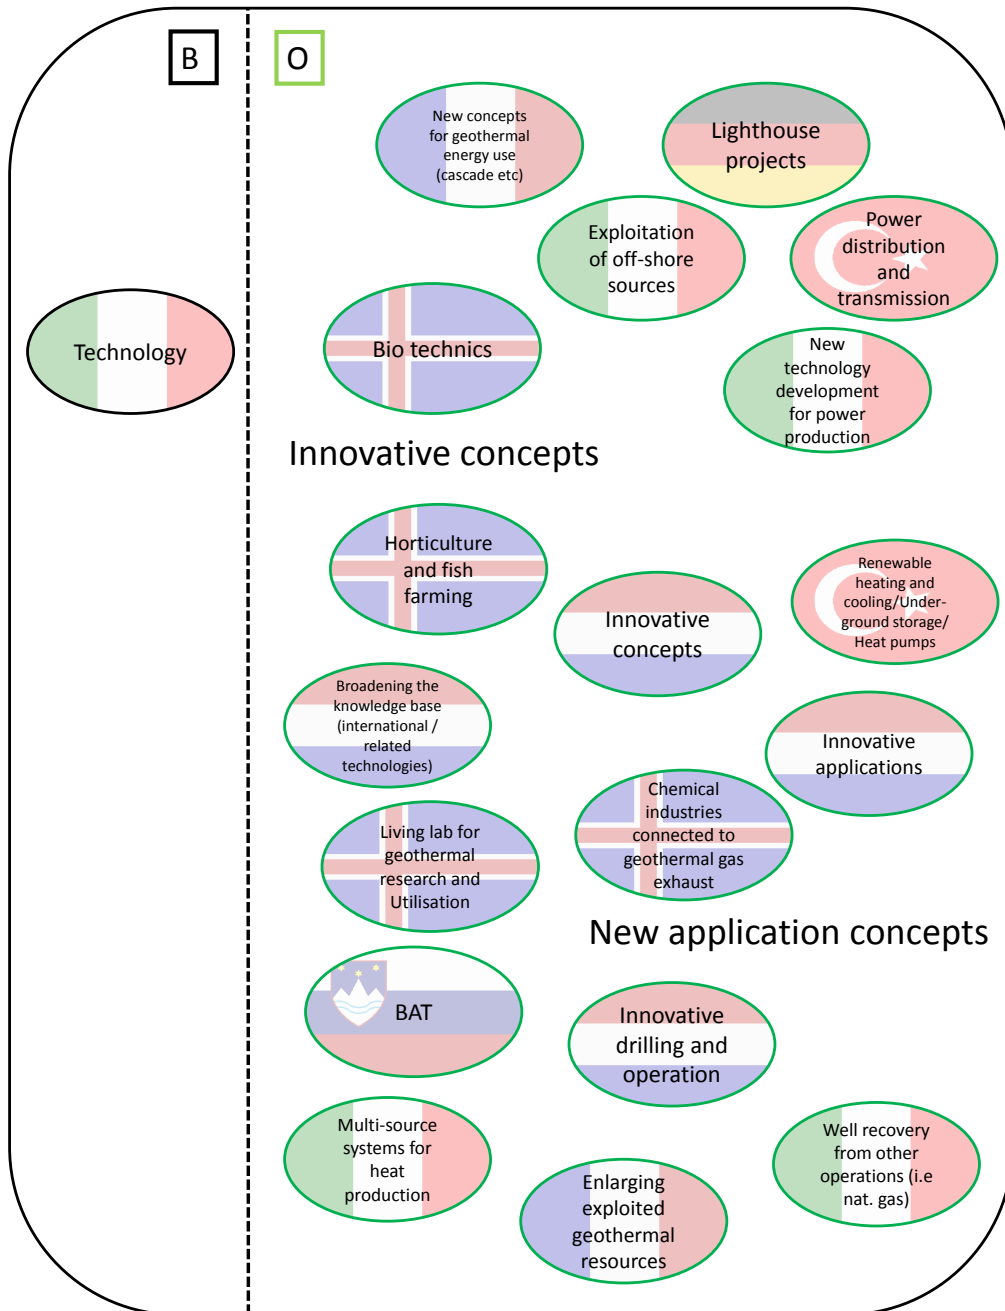 B
O
New concepts
for geothermal
energy use
(cascade etc)
Lighthouse
projects
Exploitation
of off-shore
sources
Power
distribution
and
transmission
Technology
Bio technics
New
technology
development
for power
production
Innovative concepts
Horticulture
and fish
farming
Innovative
concepts
Renewable
heating and
cooling/Under-
ground storage/
Heat pumps
Broadening the
knowledge base
(international /
related
technologies)
Innovative
applications
Chemical
industries
connected to
geothermal gas
exhaust
Living lab for
geothermal
research and
Utilisation
New application concepts
BAT
Innovative
drilling and
operation
Multi-source
systems for
heat
production
Well recovery
from other
operations (i.e
nat. gas)
Enlarging
exploited
geothermal
resources